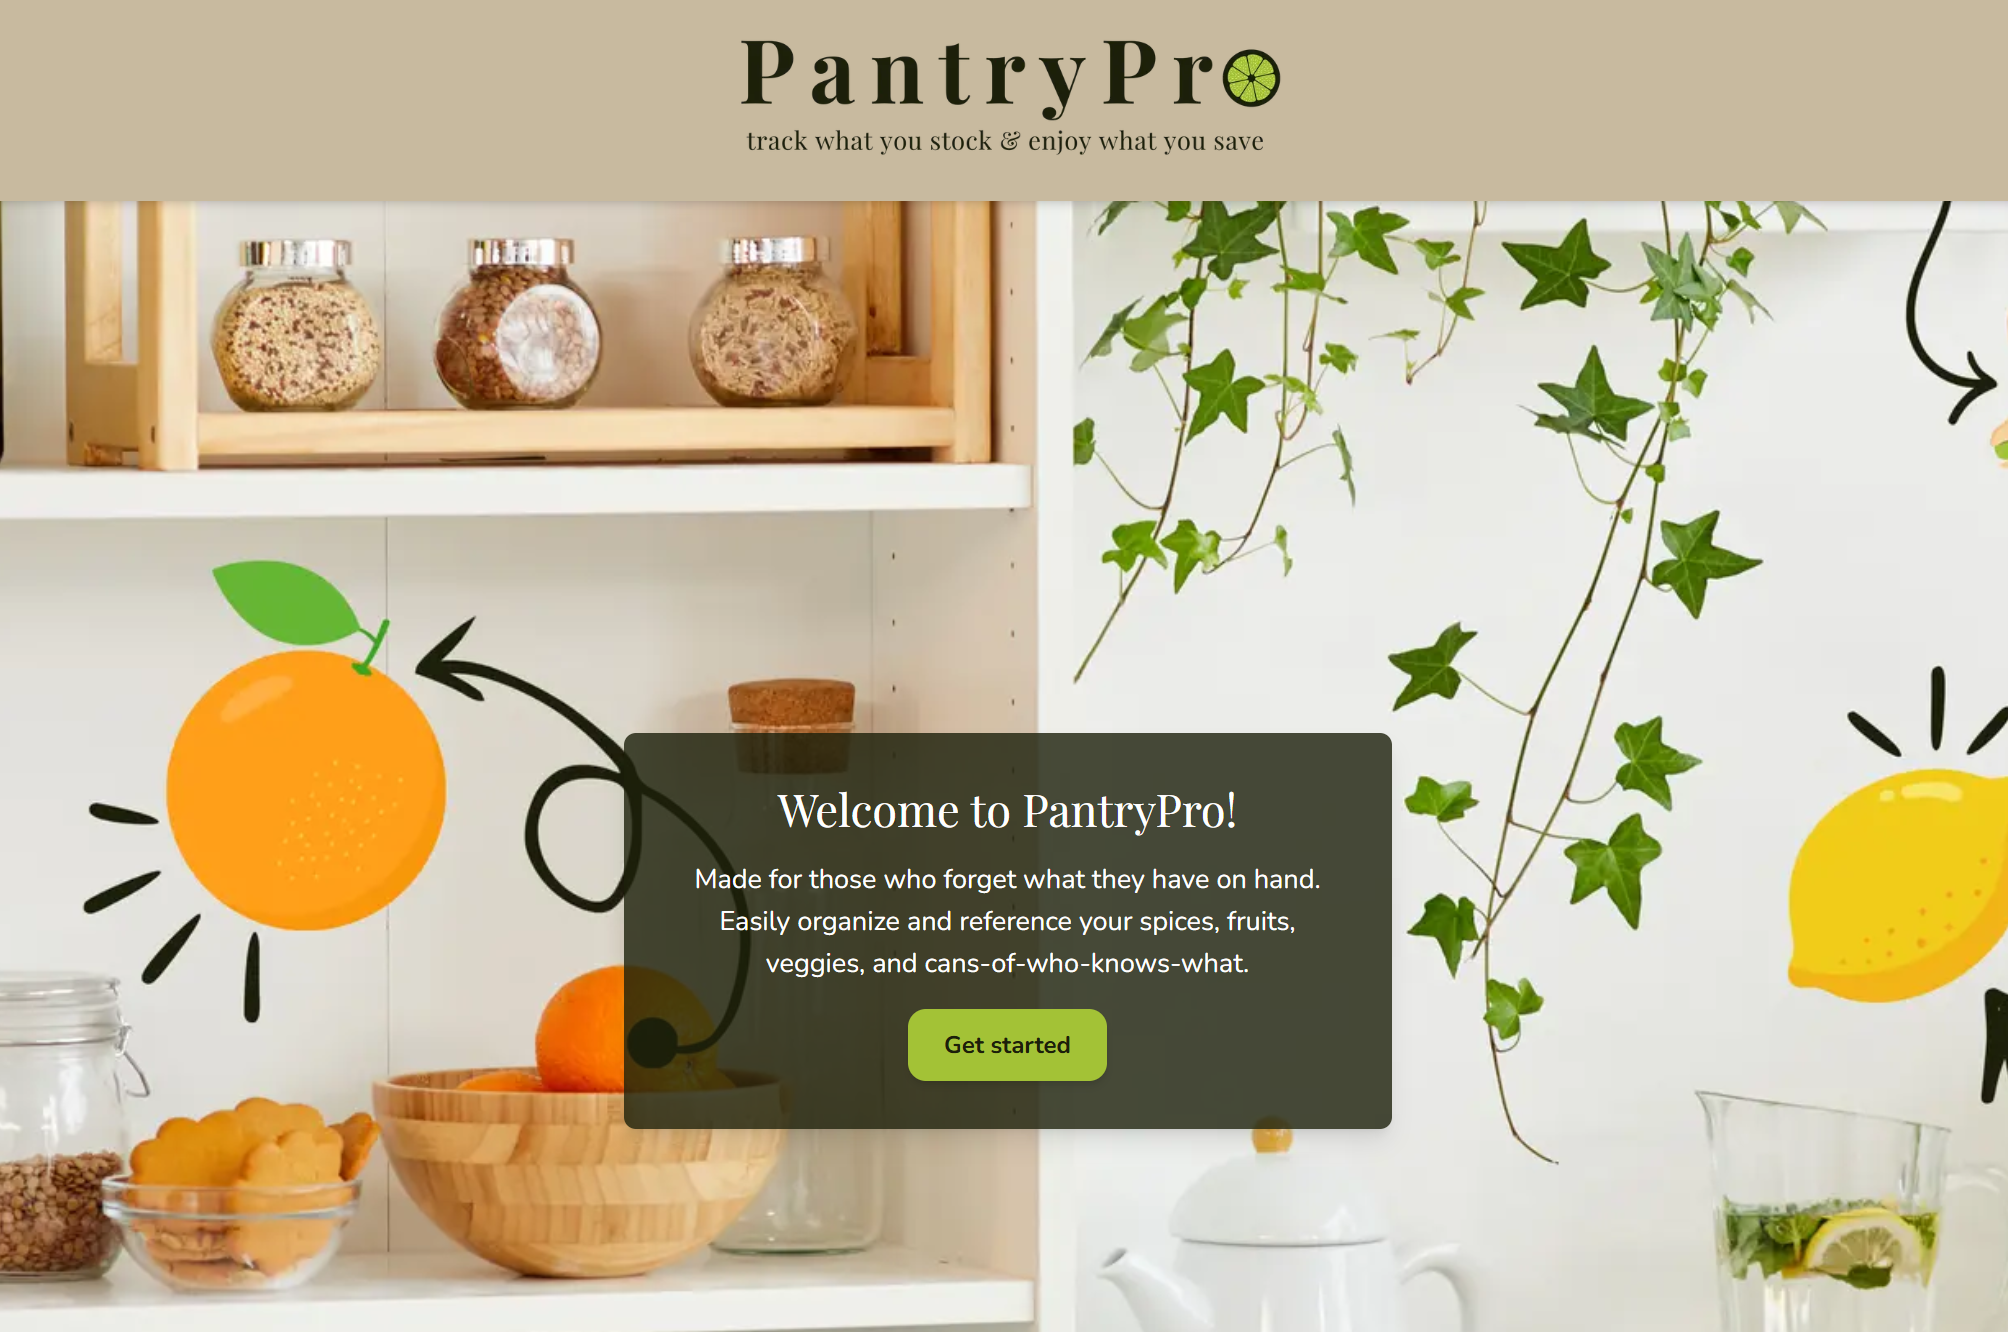 PantryPro
track what you stock & enjoy what you save
Welcome to PantryPro!
Made for those who forget what they have on hand.
Easily organize and reference your spices, fruits,
veggies, and cans-of-who-knows-what.
Get started